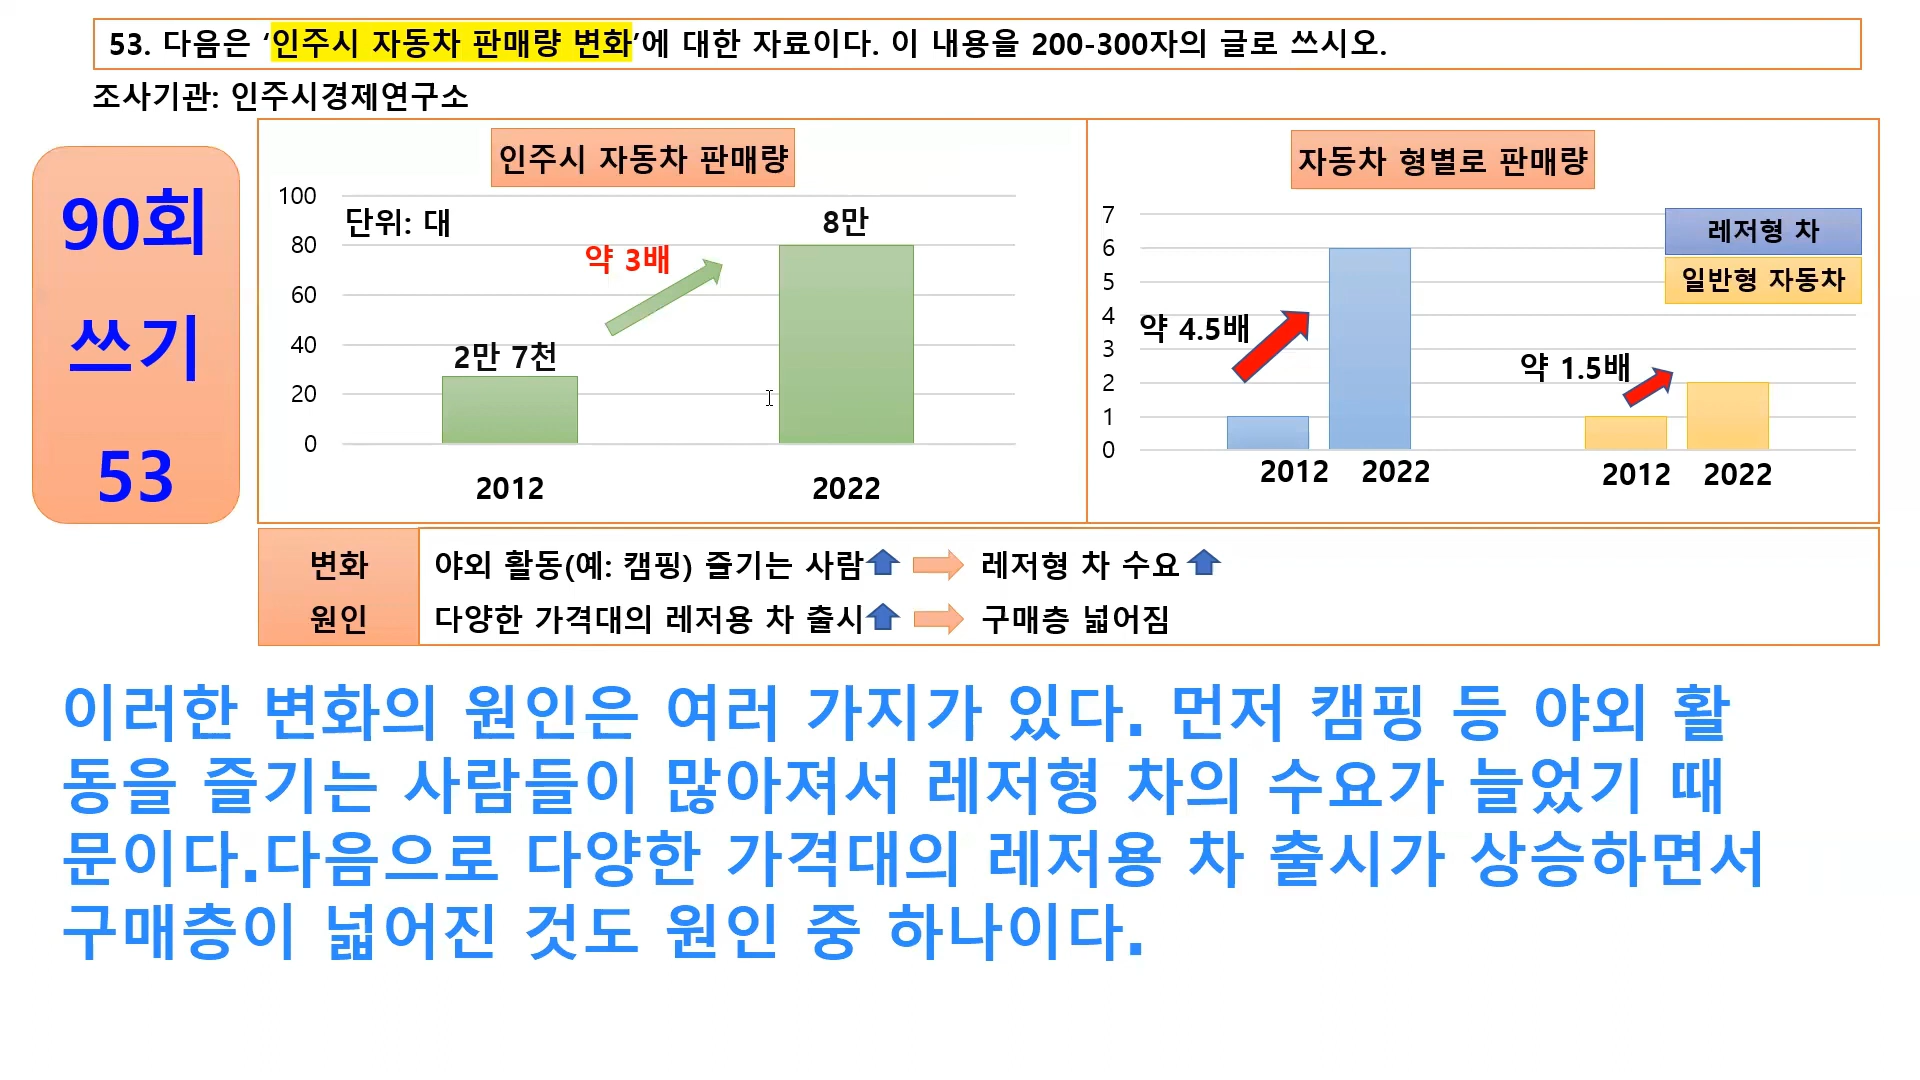 53. 다음은 ‘인주시 자동차 판매량 변화’에 대한 자료이다. 이 내용을 200-300자의 글로 쓰시오.
조사기관: 인주시경제연구소
90회
쓰기
53
인주시 자동차 판매량
단위: 대
100
80
60
40
20
0
약 3배
2만 7천
8만
2012
2022
자동차 형별로 판매량
7
6
5
4
3
2
1
0
레저형 차
일반형 자동차
약 4.5배
약 1.5배
2012
2022
2012
2022
변화
원인
야외 활동(예: 캠핑) 즐기는 사람 레저형 차 수요
다양한 가격대의 레저용 차 출시 구매층 넓어짐
이러한 변화의 원인은 여러 가지가 있다. 먼저 캠핑 등 야외 활
동을 즐기는 사람들이 많아져서 레저형 차의 수요가 늘었기 때
문이다.다음으로 다양한 가격대의 레저용 차 출시가 상승하면서
구매층이 넓어진 것도 원인 중 하나이다.